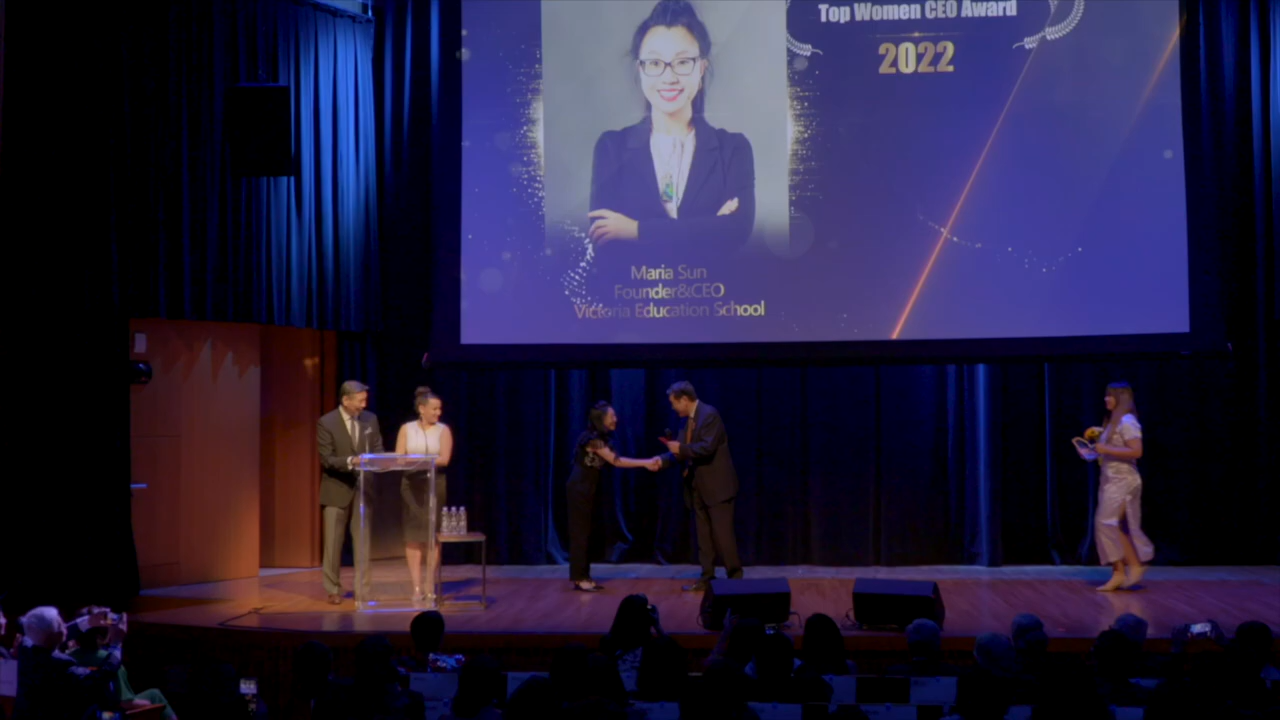 Top Women CEO Award
2022
Maria Sun
Founder&CEO
Victoria Education School